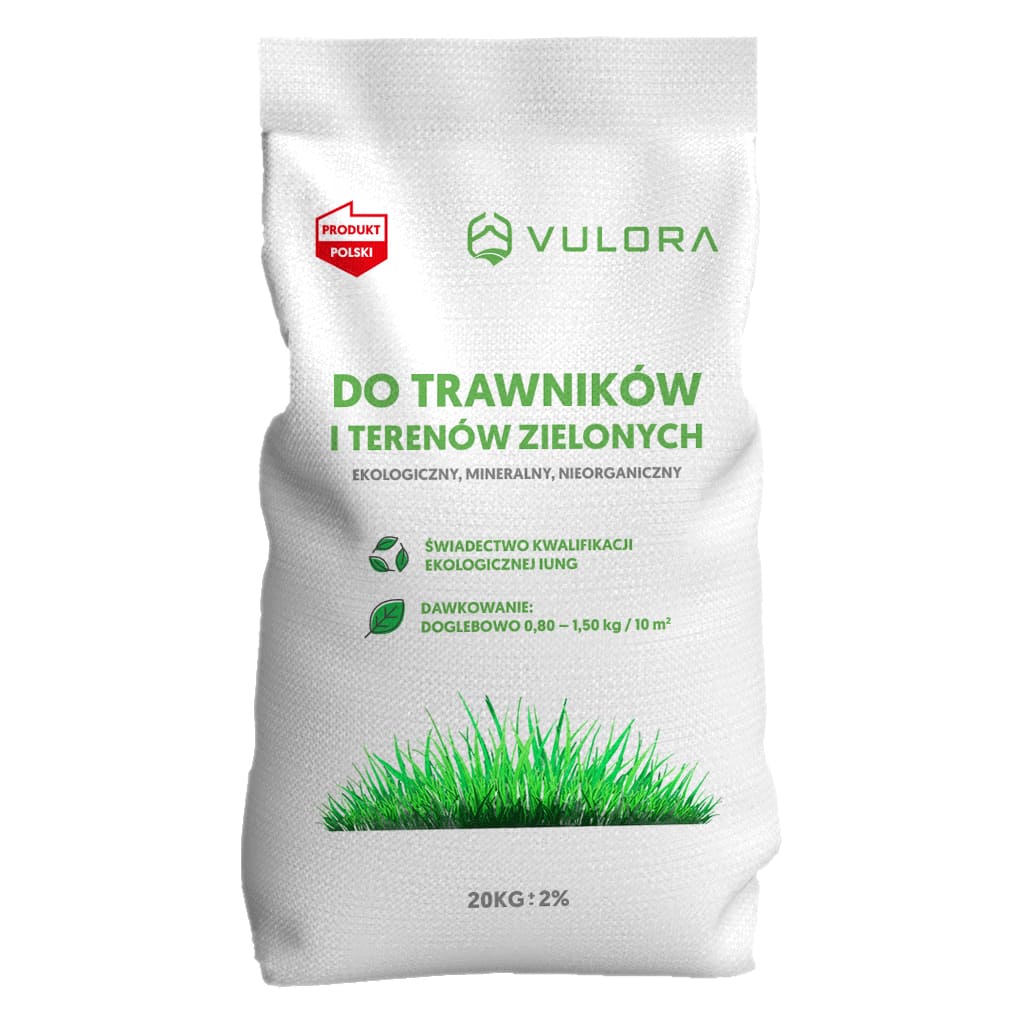 PRODUKT
POLSKI
VULORA
DO TRAWNIKÓW
I TERENÓW ZIELONYCH
EKOLOGICZNY, MINERALNY, NIEORGANICZNY
ŚWIADECTWO KWALIFIKACJI
EKOLOGICZNEJ IUNG
DAWKOWANIE:
DOGLEBOWO 0,80 – 1,50 kg / 10 m²
20KG ± 2%